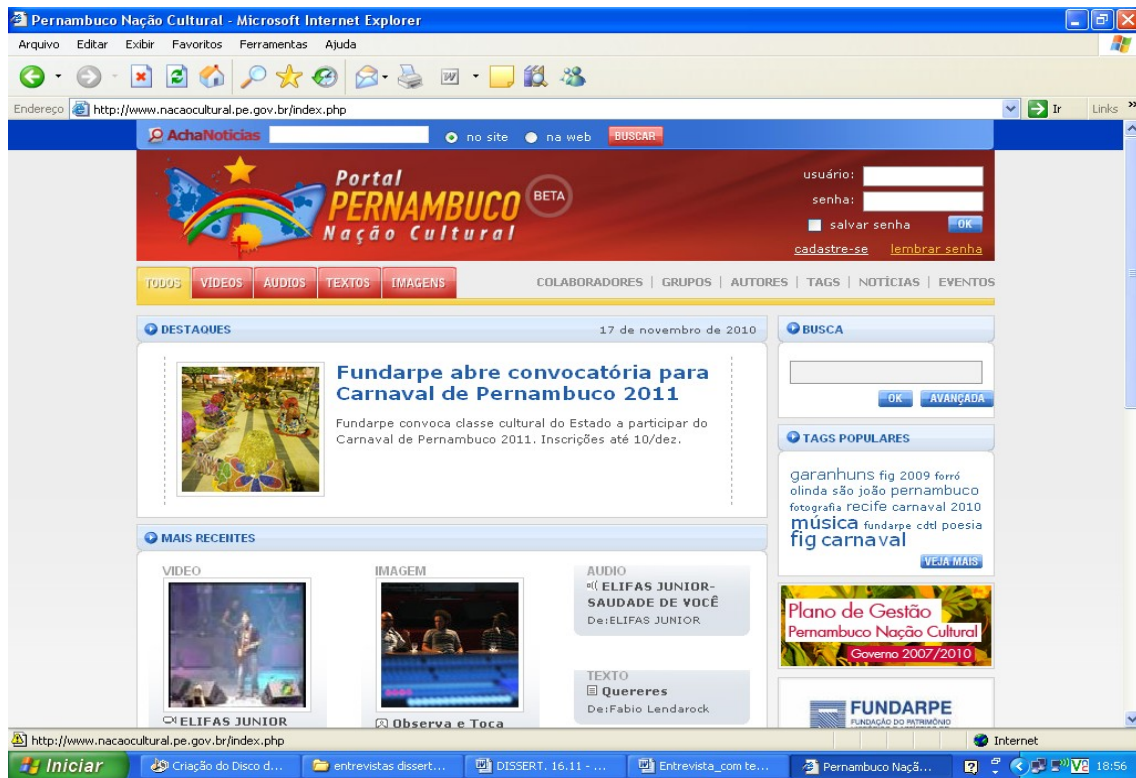 Pernambuco Nação Cultural - Microsoft Internet Explorer
Arquivo Editar Exibir Favoritos Ferramentas Ajuda
Endereço http://www.nacaocultural.pe.gov.br/index.php Ir Links »
AchaNotícias no site na web BUSCAR
Portal
PERNAMBUCO BETA
Nação Cultural
usuário:
senha:
salvar senha OK
cadastre-se lembrar senha
TODOS VÍDEOS ÁUDIOS TEXTOS IMAGENS COLABORADORES | GRUPOS | AUTORES | TAGS | NOTÍCIAS | EVENTOS
DESTAQUES 17 de novembro de 2010
Fundarpe abre convocatória para
Carnaval de Pernambuco 2011
Fundarpe convoca classe cultural do Estado a participar do
Carnaval de Pernambuco 2011. Inscrições até 10/dez.
BUSCA
OK AVANÇADA
TAGS POPULARES
garanhuns fig 2009 forró
olinda são joão pernambuco
fotografia recife carnaval 2010
música fundarpe cdtl poesia
fig carnaval
VEJA MAIS
MAIS RECENTES
VIDEO
ELIFAS JUNIOR
IMAGEM
Observa e Toca
AUDIO
ELIFAS JUNIOR-
SAUDADE DE VOCÊ
De:ELIFAS JUNIOR
TEXTO
Quereres
De:Fabio Lendarock
Plano de Gestão
Pernambuco Nação Cultural
Governo 2007/2010
FUNDARPE
FUNDAÇÃO DO PATRIMÔNIO
http://www.nacaocultural.pe.gov.br/index.php Internet
Iniciar Criação do Disco d... entrevistas dissert... DISSERT. 16.11 - ... Entrevista_com te... Pernambuco Naçã... 18:56